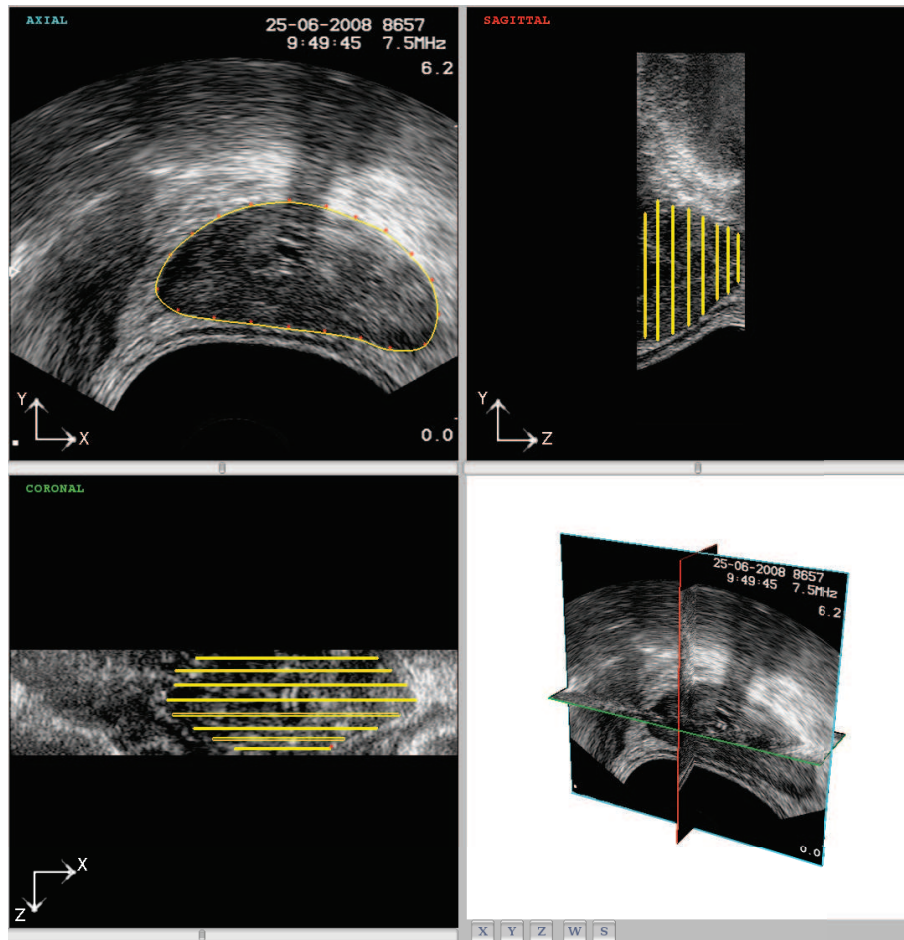 AXIAL
25-06-2008 8657
9:49:45 7.5MHz
6.2
Y
X
0.0
SAGITTAL
Y
Z
CORONAL
X
Z
25-06-2008 8657
9:49:45 7.5MHz
6.2
0.0
X Y Z W S